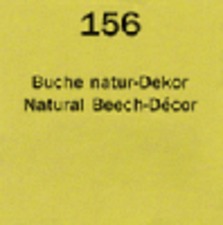 156
Buche natur-Dekor
Natural Beech-Décor